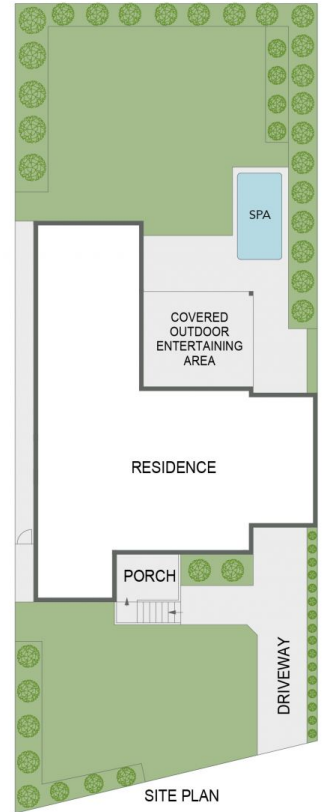 SPA
COVERED
OUTDOOR
ENTERTAINING
AREA
RESIDENCE
PORCH
DRIVEWAY
SITE PLAN